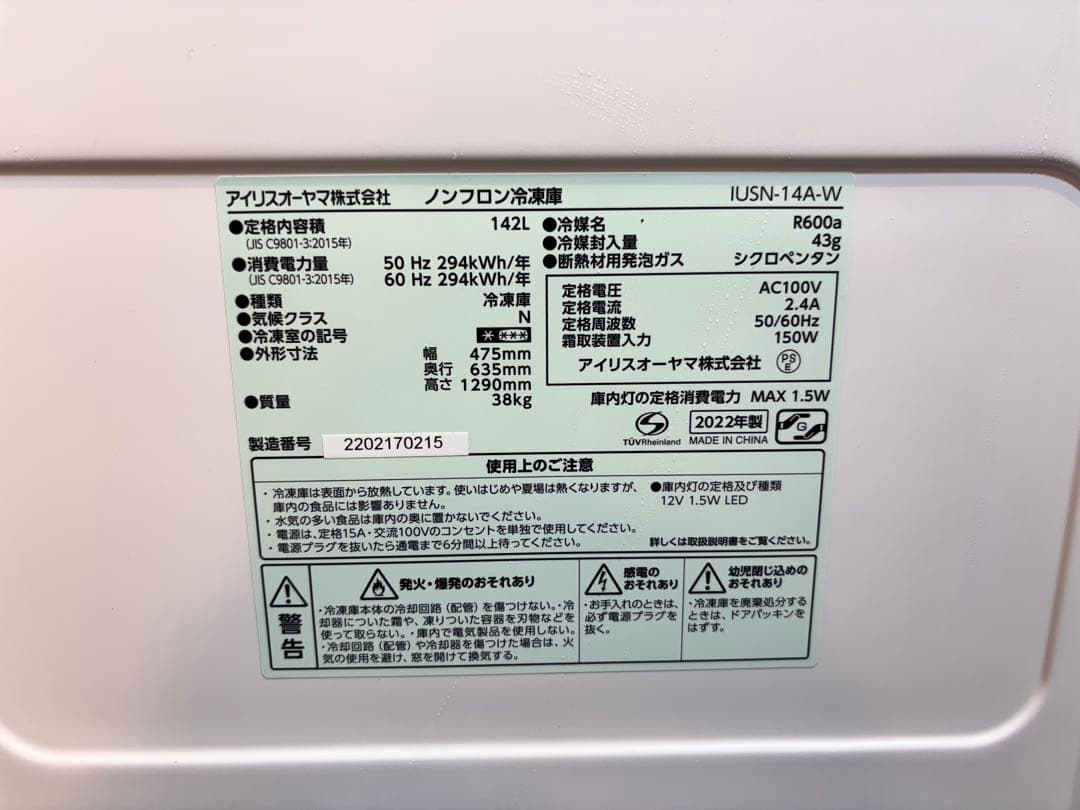 アイリスオーヤマ株式会社 ノンフロン冷凍庫 IUSN-14A-W
●定格内容積 142L
(JIS C9801-3:2015年)
●消費電力量 50 Hz 294kWh/年
(JIS C9801-3:2015年) 60 Hz 294kWh/年
●種類 冷凍庫
●気候クラス N
●冷凍室の記号 * ***
●外形寸法 幅 475mm
奥行 635mm
高さ 1290mm
●質量 38kg
製造番号 2202170215
●冷媒名 R600a
●冷媒封入量 43g
●断熱材用発泡ガス シクロペンタン
定格電圧 AC100V
定格電流 2.4A
定格周波数 50/60Hz
霜取装置入力 150W
アイリスオーヤマ株式会社 PS E
庫内灯の定格消費電力 MAX 1.5W
TÜVRheinland 2022年製 G
MADE IN CHINA
使用上のご注意
・冷凍庫は表面から放熱しています。使いはじめや夏場は熱くなりますが、
庫内の食品には影響ありません。
・水気の多い食品は庫内の奥に置かないでください。
・電源は、定格15A・交流100Vのコンセントを単独で使用してください。
・電源プラグを抜いたら通電まで6分間以上待ってください。
●庫内灯の定格及び種類
12V 1.5W LED
詳しくは取扱説明書をご覧ください。
警告
発火・爆発のおそれあり
・冷凍庫本体の冷却回路（配管）を傷つけない。・冷
却器についた霜や、凍りついた容器を刃物などを
使って取らない。・庫内で電気製品を使用しない。
・冷却回路（配管）や冷却器を傷つけた場合は、火
気の使用を避け、窓を開けて換気する。
感電の
おそれあり
・お手入れのときは、
必ず電源プラグを
抜く。
幼児閉じ込めの
おそれあり
・冷凍庫を廃棄処分する
ときは、ドアパッキンを
はずす。